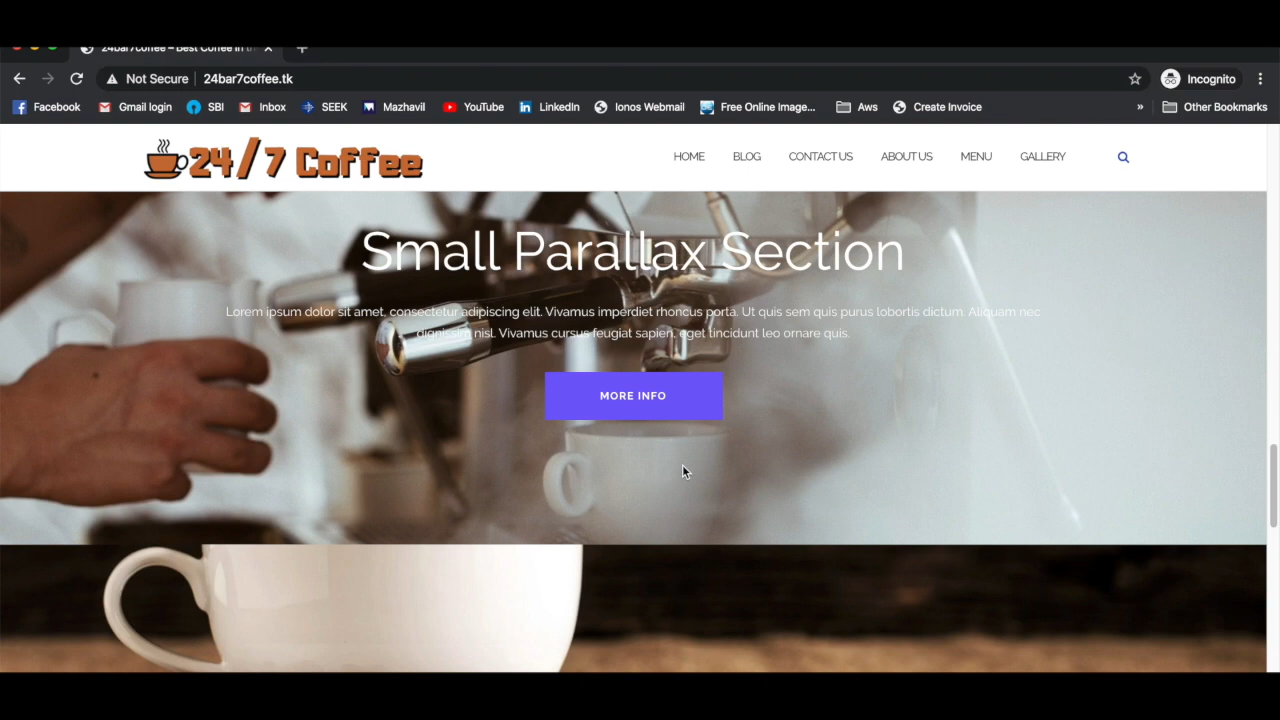 24bar7coffee – Best Coffee in th
Not Secure 24bar7coffee.tk Incognito
Facebook Gmail login SBI Inbox SEEK Mazhavil YouTube LinkedIn Ionos Webmail Free Online Image... Aws Create Invoice » Other Bookmarks
24/7 Coffee HOME BLOG CONTACT US ABOUT US MENU GALLERY
Small Parallax Section
Lorem ipsum dolor sit amet, consectetur adipiscing elit. Vivamus imperdiet rhoncus porta. Ut quis sem quis purus lobortis dictum. Aliquam nec
dignissim nisl. Vivamus cursus feugiat sapien, eget tincidunt leo ornare quis.
MORE INFO